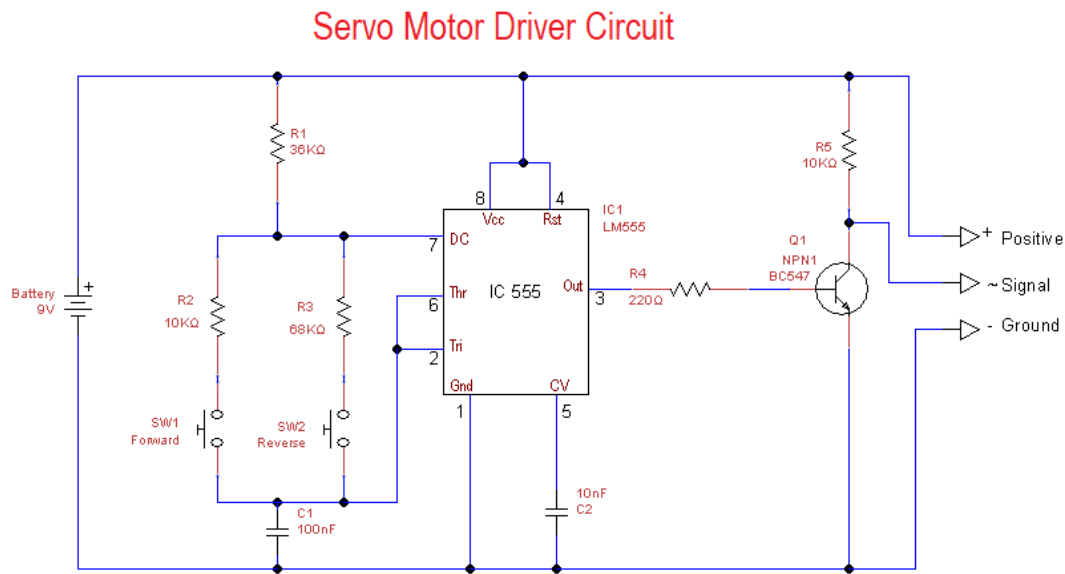 Servo Motor Driver Circuit
R1
36KΩ
R5
10KΩ
8
4
Vcc
Rst
IC1
LM555
7
DC
Q1
NPN1
BC547
+ Positive
Battery
9V
+
R2
10KΩ
R3
68KΩ
Thr
6
IC 555
Out
3
R4
220Ω
~Signal
- Ground
Tri
2
Gnd
CV
1
5
SW1
Forward
SW2
Reverse
C1
100nF
10nF
C2